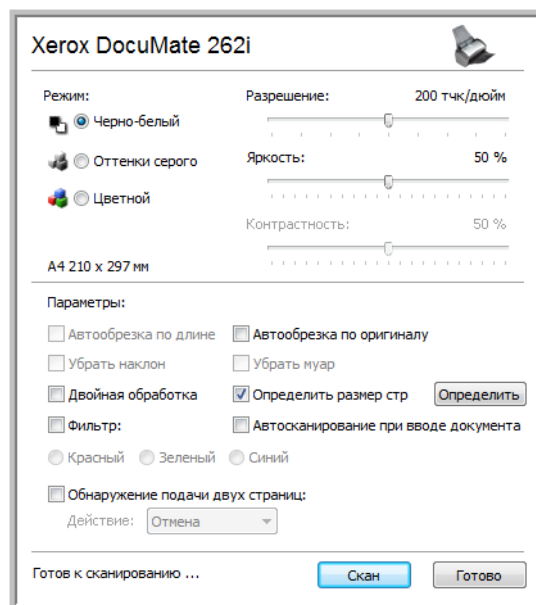 Xerox DocuMate 262i
Режим: Разрешение: 200 тчк/дюйм
Черно-белый
Оттенки серого Яркость: 50 %
Цветной
Контрастность: 50 %
A4 210 x 297 мм
Параметры:
Автообрезка по длине Автообрезка по оригиналу
Убрать наклон Убрать муар
Двойная обработка Определить размер стр Определить
Фильтр: Автосканирование при вводе документа
Красный Зеленый Синий
Обнаружение подачи двух страниц:
Действие: Отмена
Готов к сканированию ... Скан Готово